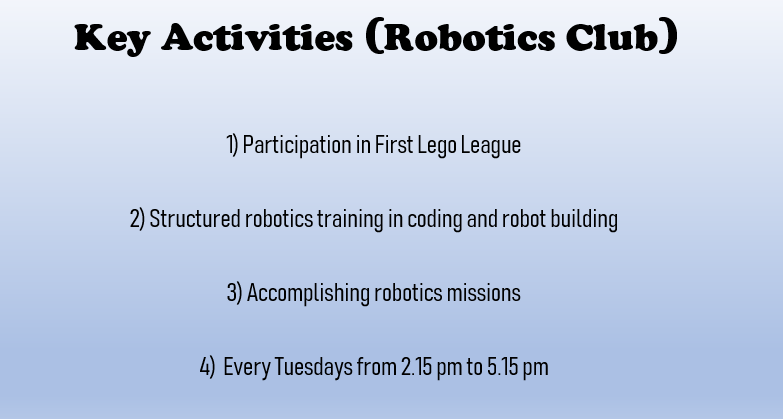 Key Activities (Robotics Club)
1) Participation in First Lego League
2) Structured robotics training in coding and robot building
3) Accomplishing robotics missions
4) Every Tuesdays from 2.15 pm to 5.15 pm